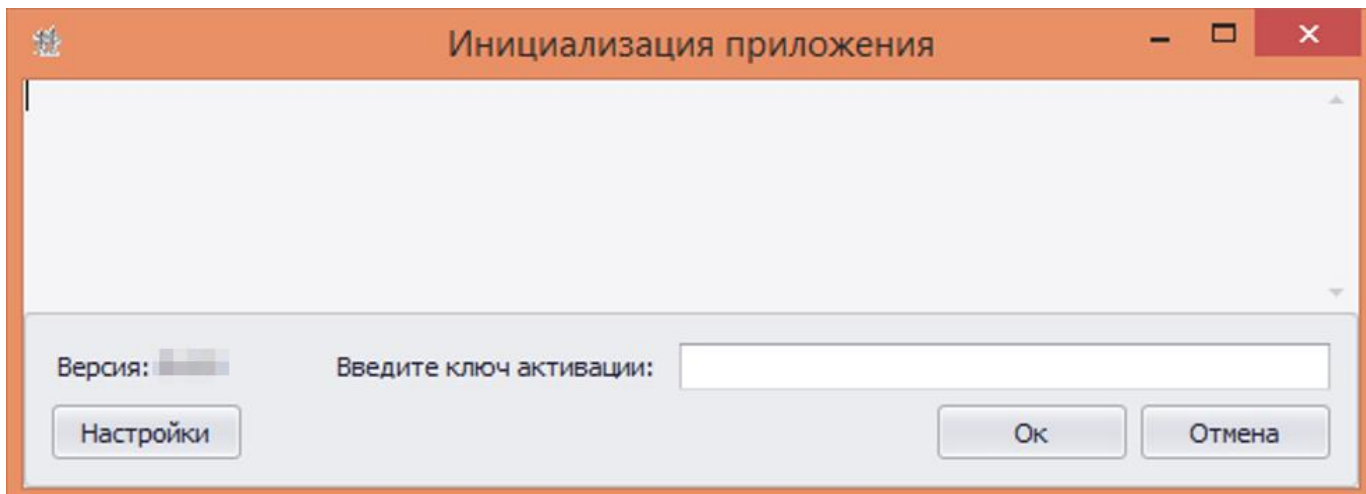 Инициализация приложения
Версия: Введите ключ активации:
Настройки Ок Отмена